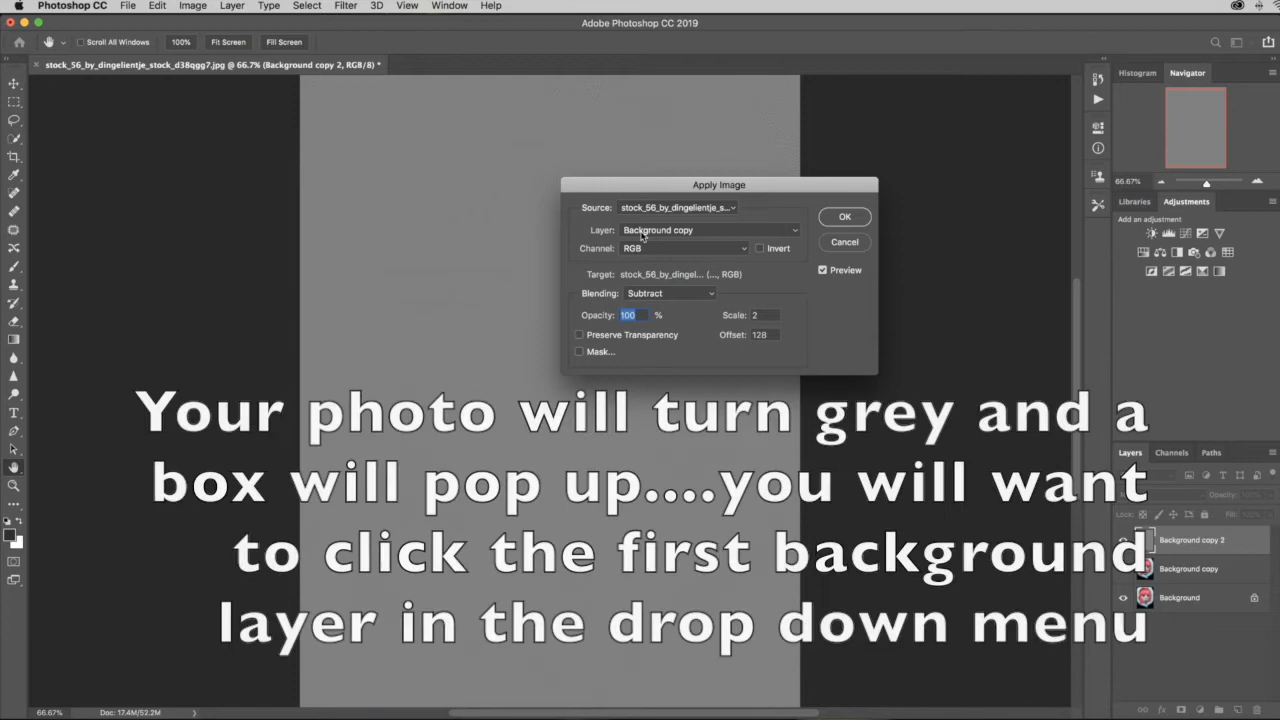 Photoshop CC File Edit Image Layer Type Select Filter 3D View Window Help
Adobe Photoshop CC 2019
Scroll All Windows 100% Fit Screen Fill Screen
stock_56_by_dingelientje_stock_d38qgg7.jpg @ 66.7% (Background copy 2, RGB/8) *
Histogram Navigator
66.67%
Libraries Adjustments
Add an adjustment
Apply Image
Source: stock_56_by_dingelientje_s...
OK
Layer: Background copy
Cancel
Channel: RGB Invert
Target: stock_56_by_dingel... (..., RGB)
Preview
Blending: Subtract
Opacity: 100 % Scale: 2
Preserve Transparency Offset: 128
Mask...
Your photo will turn grey and a
box will pop up....you will want
to click the first background
layer in the drop down menu
Layers Channels Paths
Opacity: 100%
Lock: Fill: 100%
Background copy 2
Background copy
Background
66.67% Doc: 17.4M/52.2M